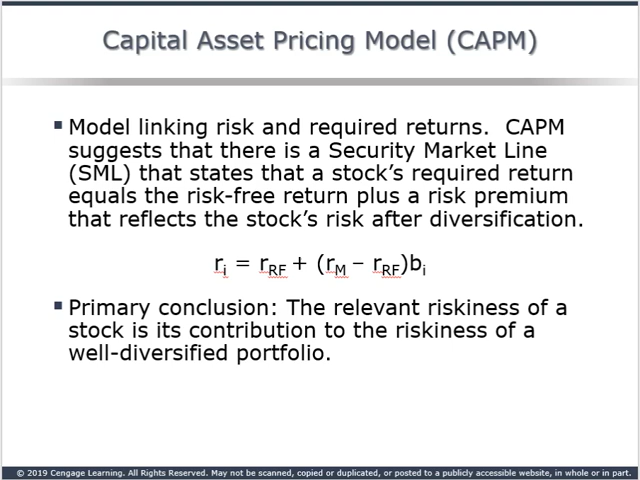 Capital Asset Pricing Model (CAPM)
▪ Model linking risk and required returns.  CAPM
suggests that there is a Security Market Line
(SML) that states that a stock’s required return
equals the risk-free return plus a risk premium
that reflects the stock’s risk after diversification.
rᵢ = r_RF + (r_M – r_RF)bᵢ
▪ Primary conclusion: The relevant riskiness of a
stock is its contribution to the riskiness of a
well-diversified portfolio.
© 2019 Cengage Learning. All Rights Reserved. May not be scanned, copied or duplicated, or posted to a publicly accessible website, in whole or in part.